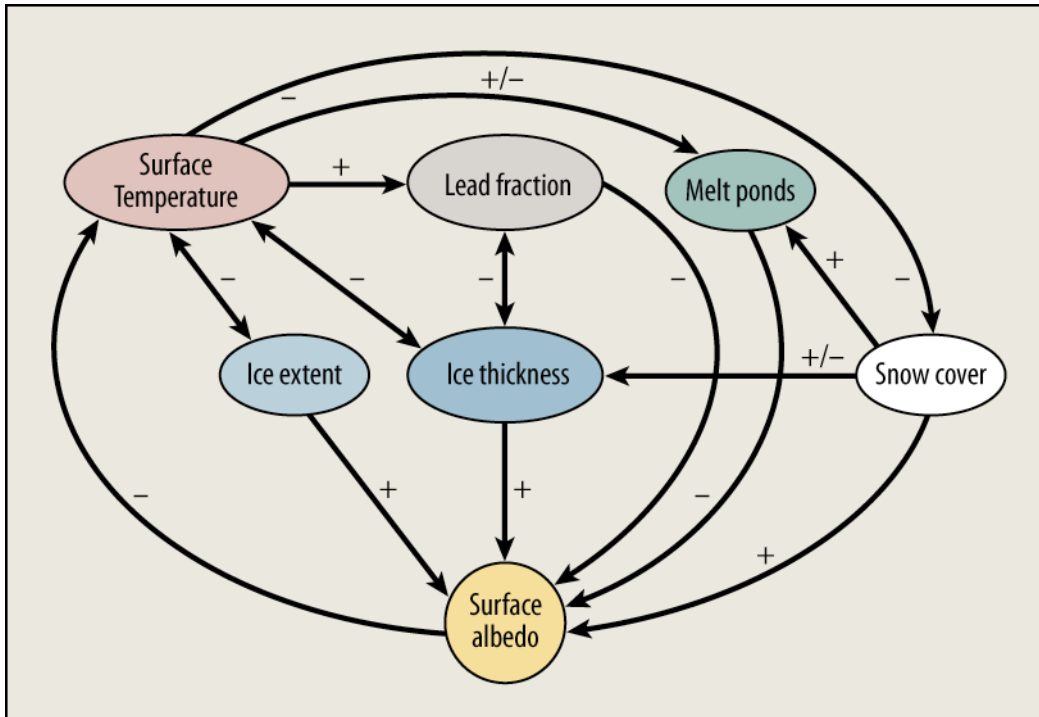 +/–
–
Surface
Temperature
+
Lead fraction
Melt ponds
–
–
–
–
+
–
Ice extent
Ice thickness
+/–
Snow cover
–
+
+
–
+
Surface
albedo